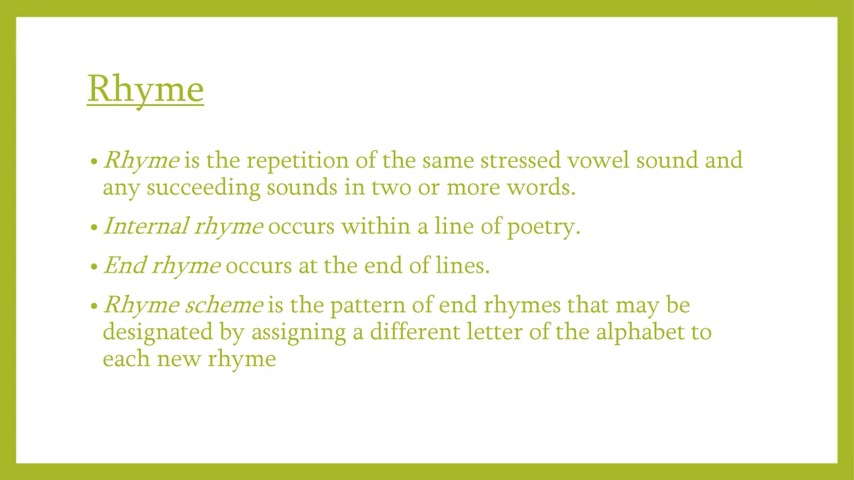 Rhyme
• Rhyme is the repetition of the same stressed vowel sound and
any succeeding sounds in two or more words.
• Internal rhyme occurs within a line of poetry.
• End rhyme occurs at the end of lines.
• Rhyme scheme is the pattern of end rhymes that may be
designated by assigning a different letter of the alphabet to
each new rhyme